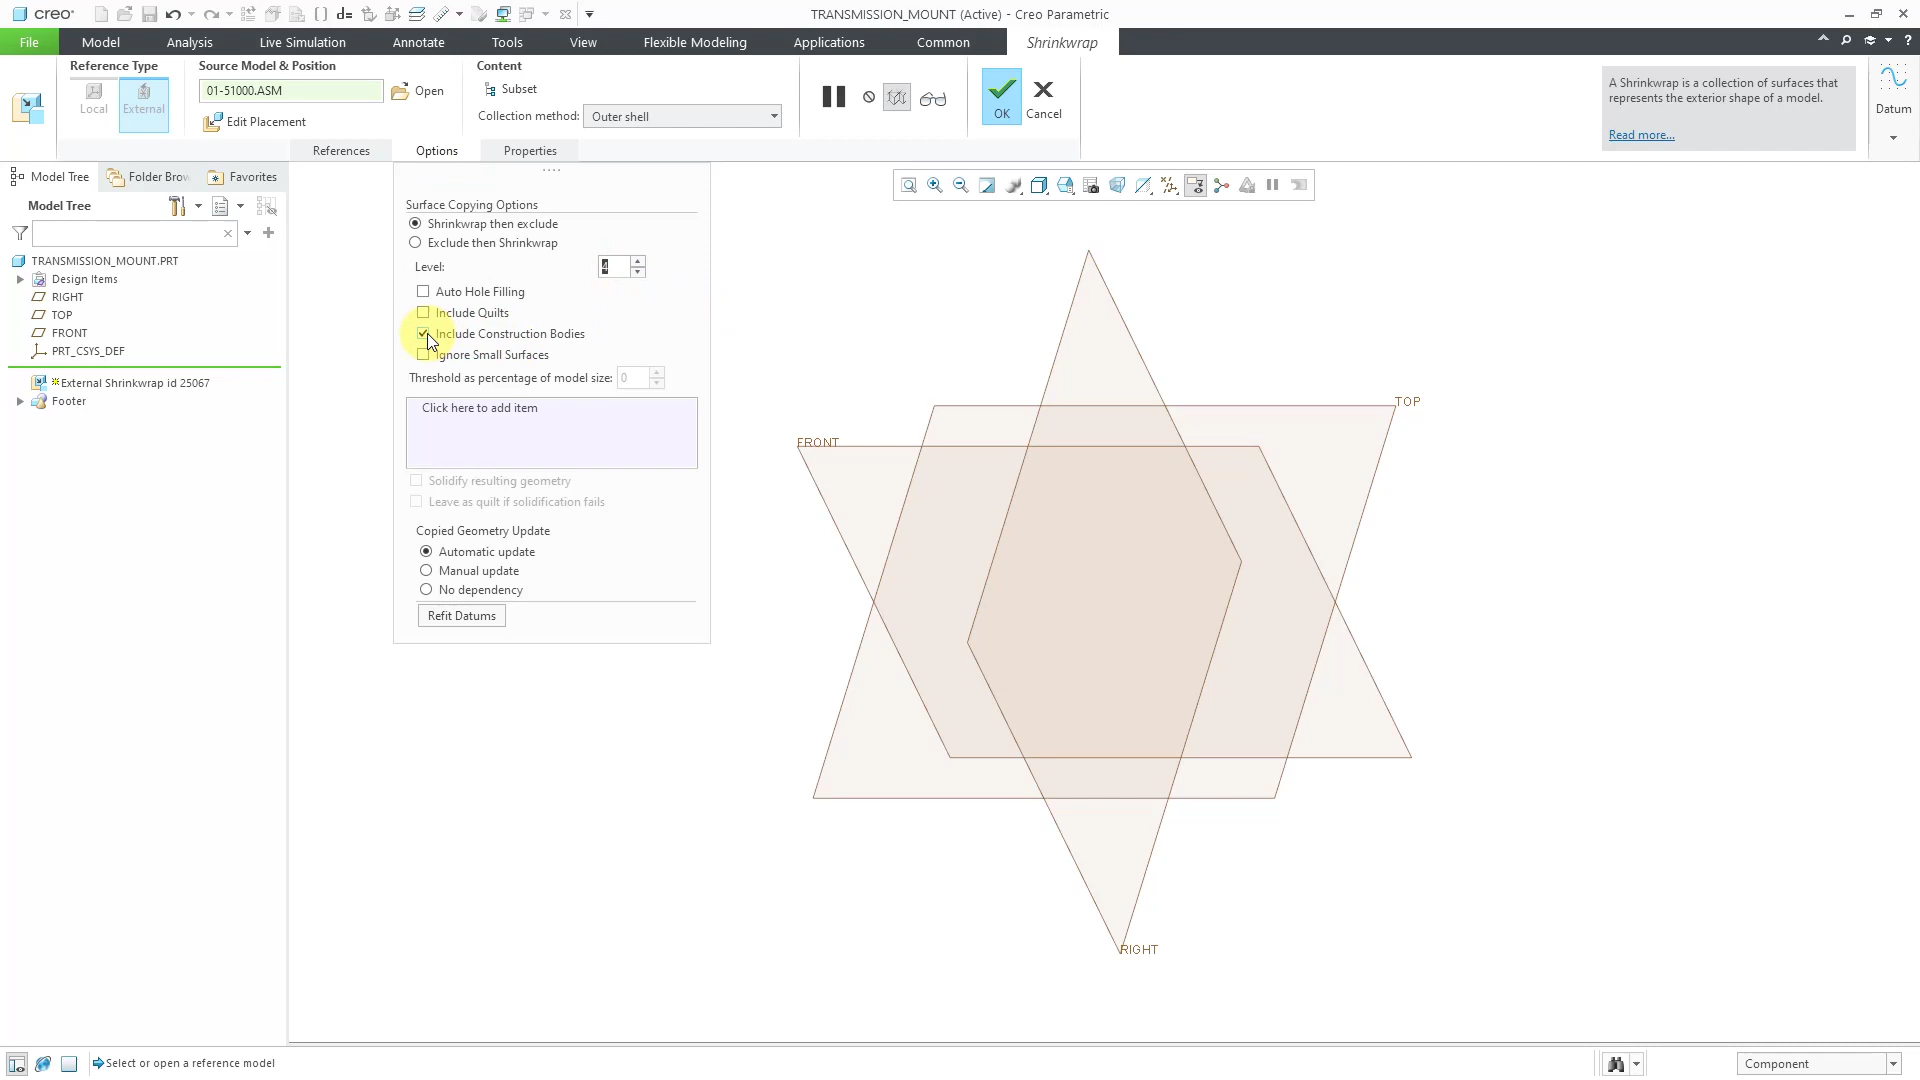 creo
d=
TRANSMISSION_MOUNT (Active) - Creo Parametric
File Model Analysis Live Simulation Annotate Tools View Flexible Modeling Applications Common Shrinkwrap
Reference Type
Local External
Source Model & Position
01-51000.ASM Open
Edit Placement
Content
Subset
Collection method: Outer shell
OK Cancel
A Shrinkwrap is a collection of surfaces that
represents the exterior shape of a model.
Read more...
Datum
References Options Properties
Model Tree Folder Brow Favorites
Model Tree
TRANSMISSION_MOUNT.PRT
Design Items
RIGHT
TOP
FRONT
PRT_CSYS_DEF
External Shrinkwrap id 25067
Footer
Surface Copying Options
Shrinkwrap then exclude
Exclude then Shrinkwrap
Level: 4
Auto Hole Filling
Include Quilts
Include Construction Bodies
Ignore Small Surfaces
Threshold as percentage of model size: 0
Click here to add item
Solidify resulting geometry
Leave as quilt if solidification fails
Copied Geometry Update
Automatic update
Manual update
No dependency
Refit Datums
TOP
FRONT
RIGHT
Select or open a reference model
Component